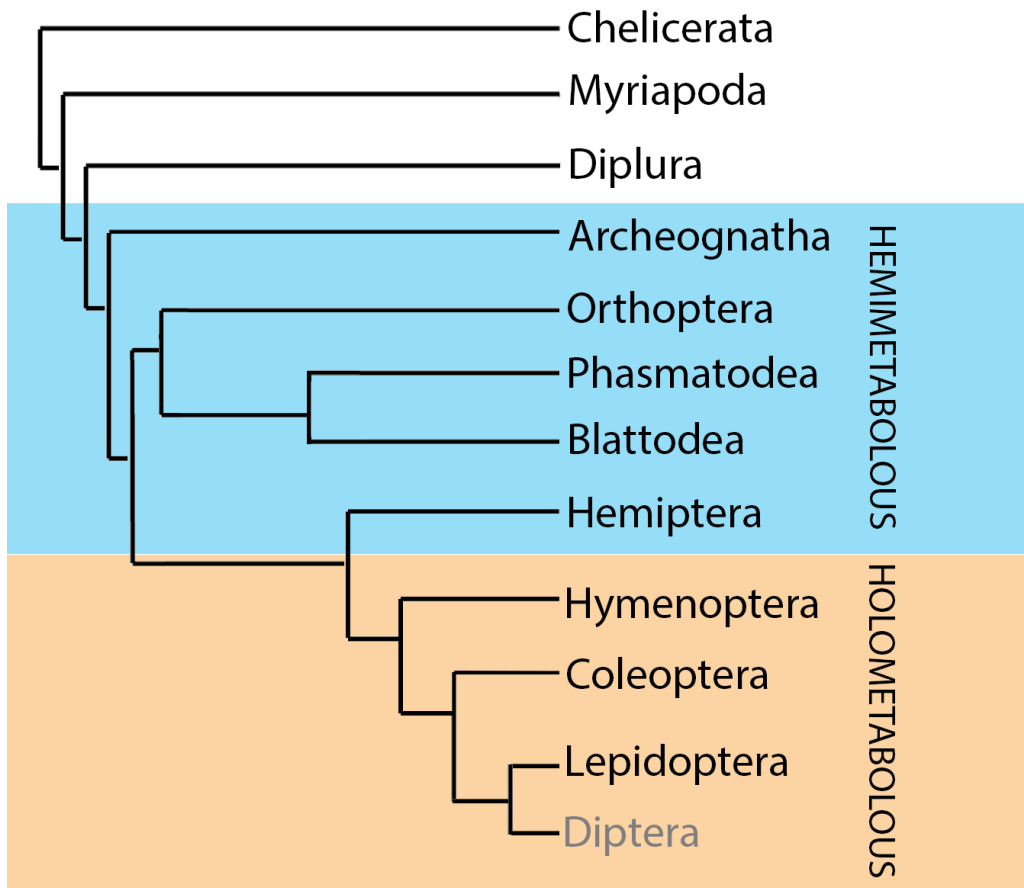 Chelicerata
Myriapoda
Diplura
Archeognatha
Orthoptera
Phasmatodea
Blattodea
Hemiptera
HEMIMETABOLOUS
Hymenoptera
Coleoptera
Lepidoptera
Diptera
HOLOMETABOLOUS